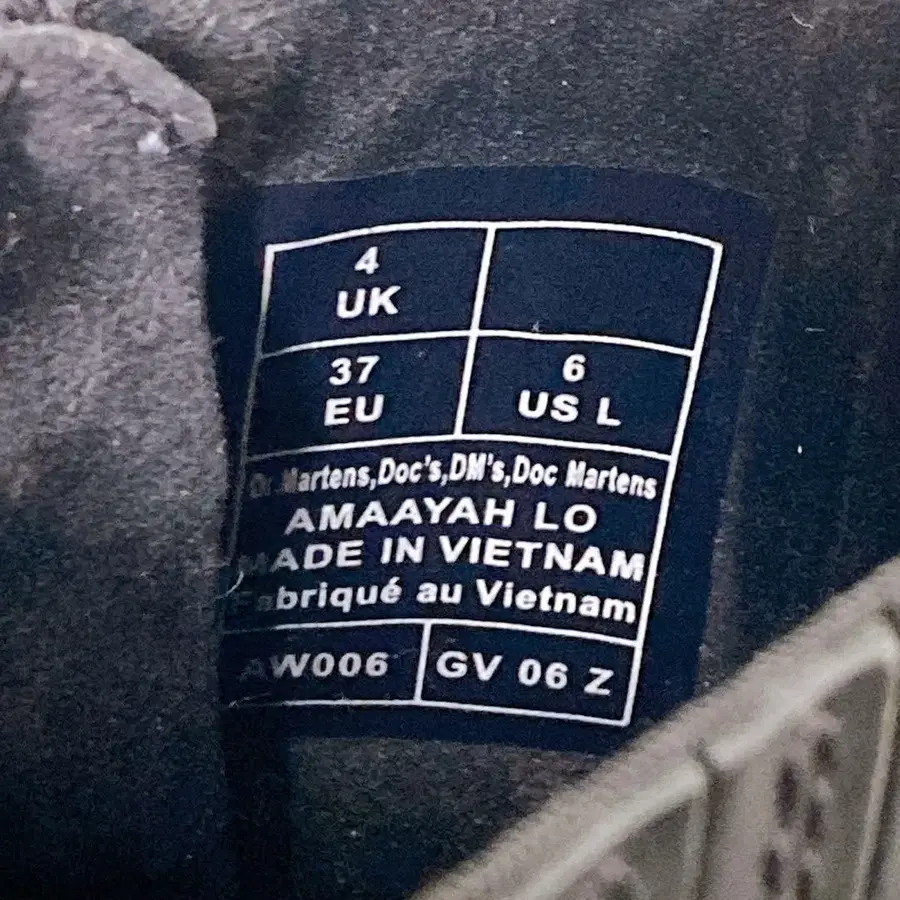 4
UK
37
EU
6
US L
Dr. Martens,Doc's,DM's,Doc Martens
AMAAYAH LO
MADE IN VIETNAM
Fabriqué au Vietnam
AW006
GV 06 Z